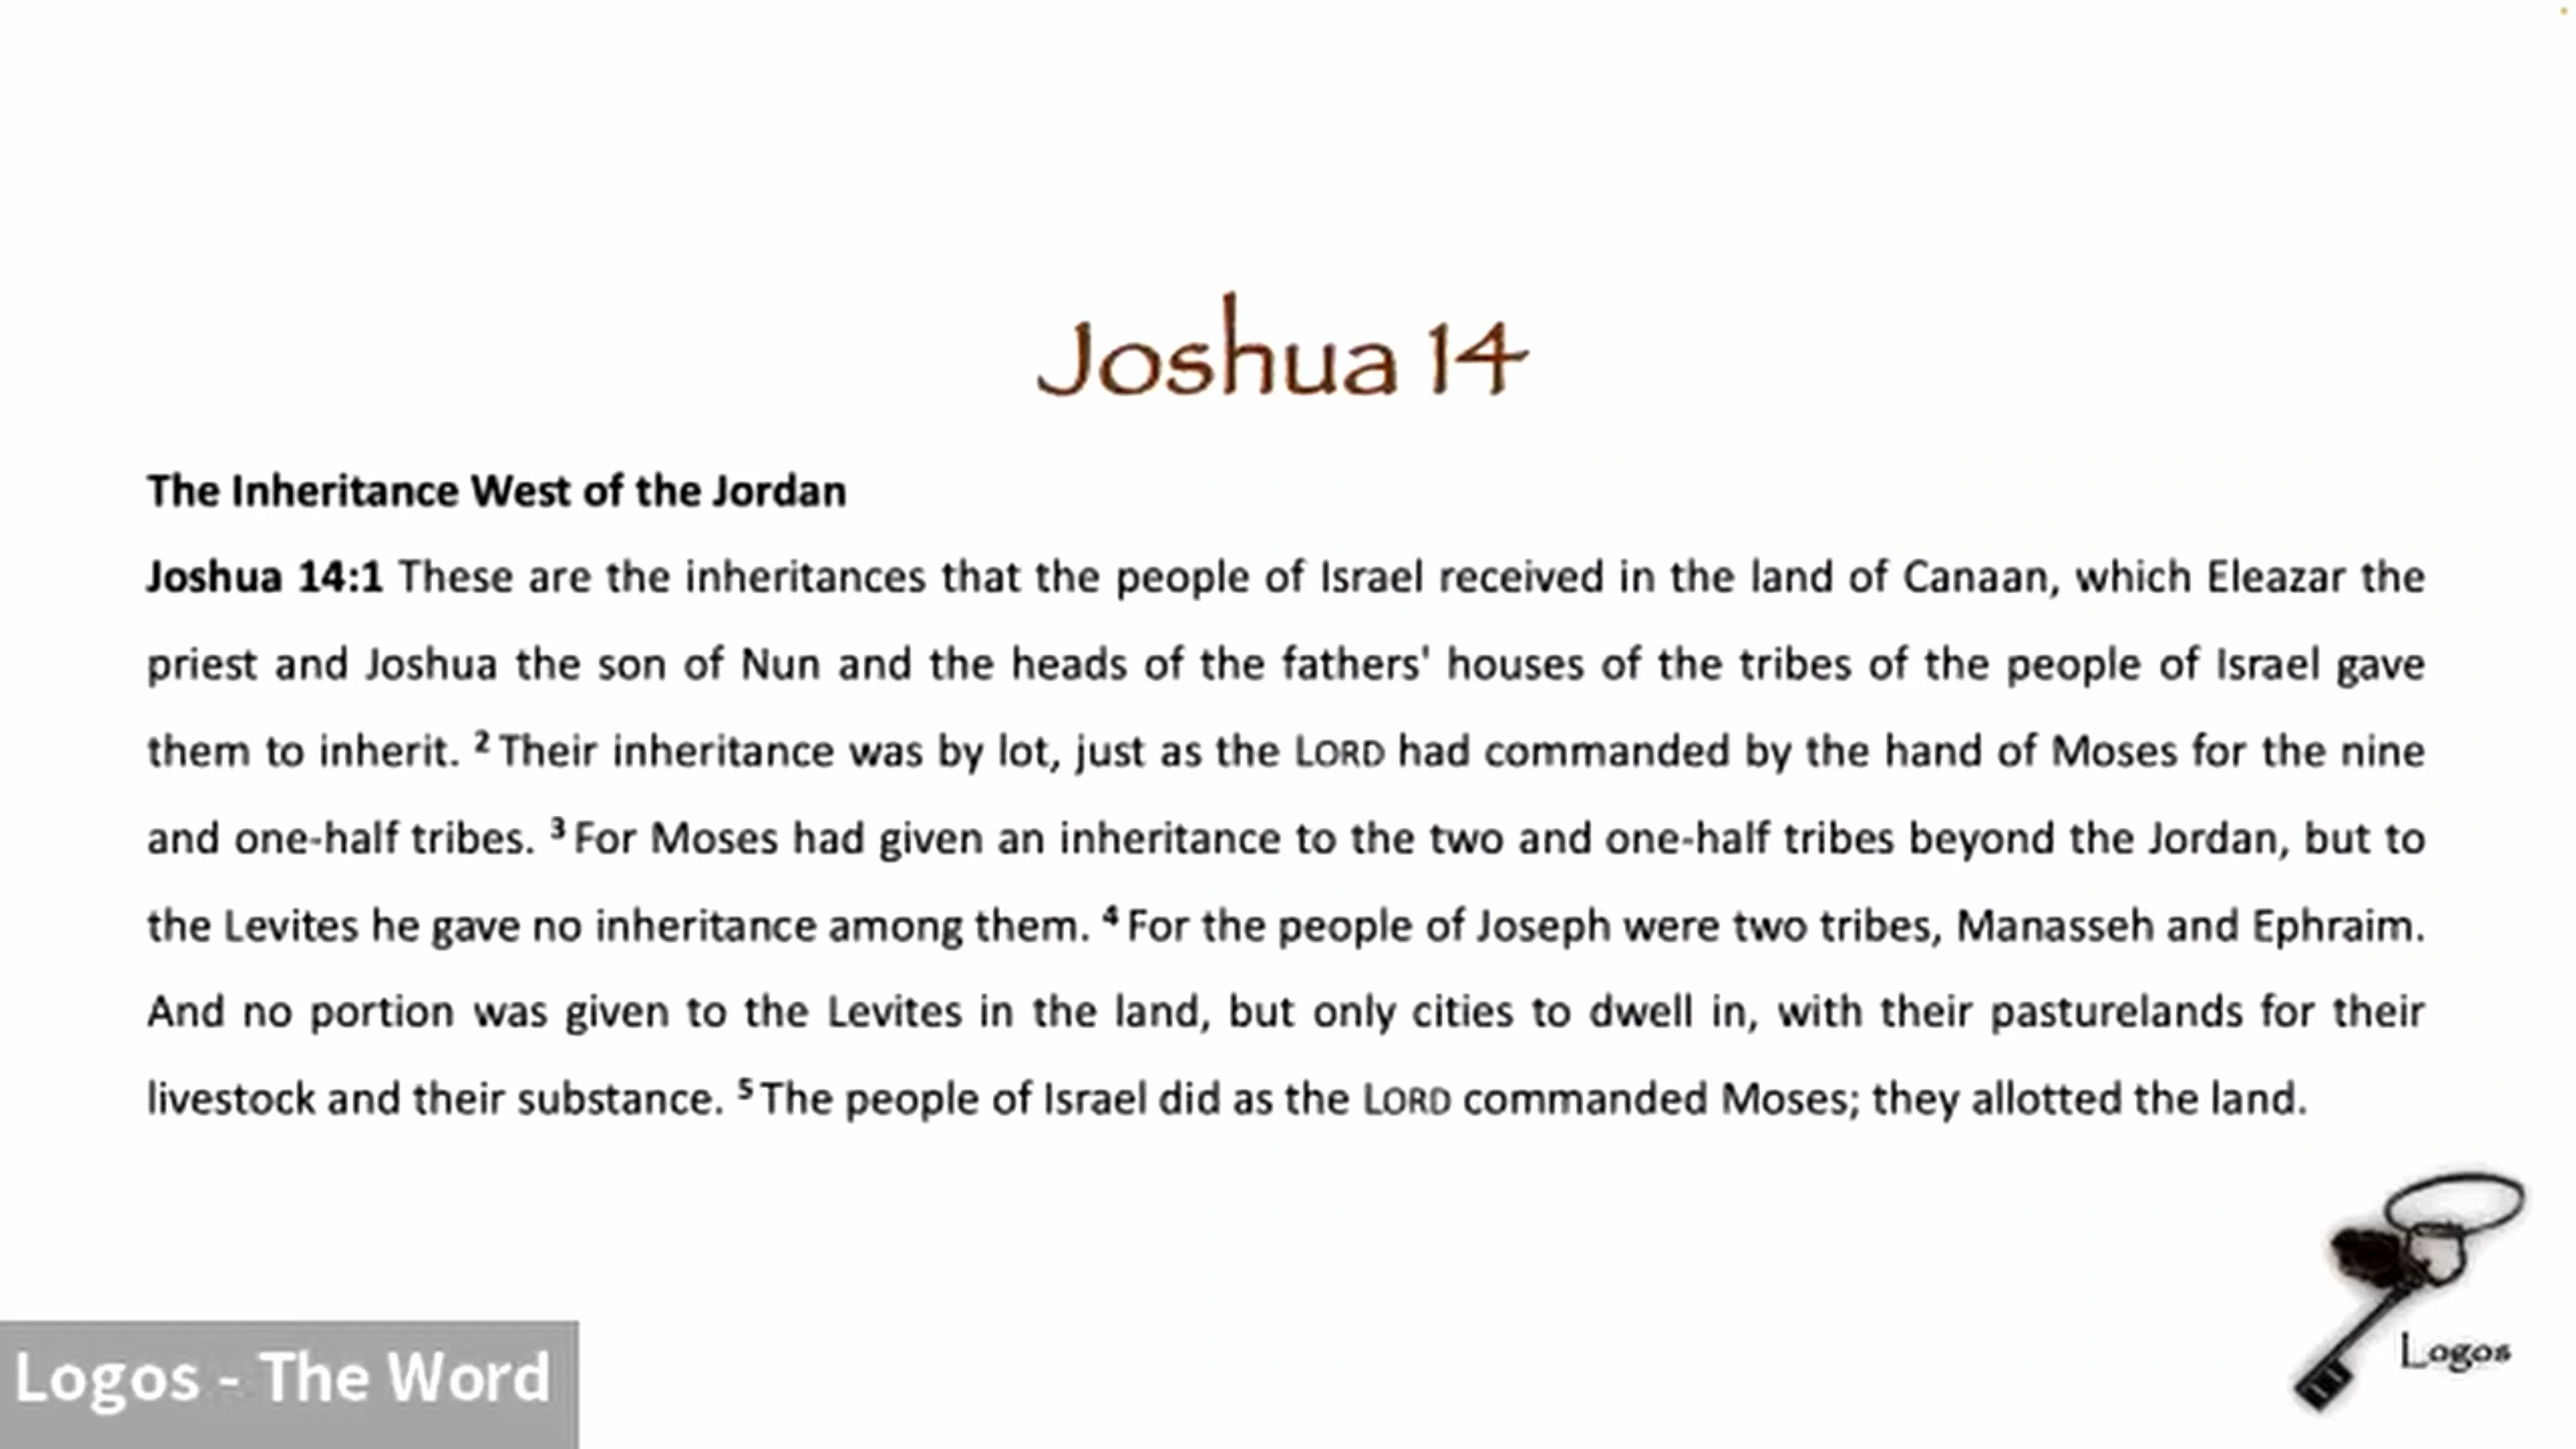 Joshua 14
The Inheritance West of the Jordan
Joshua 14:1 These are the inheritances that the people of Israel received in the land of Canaan, which Eleazar the
priest and Joshua the son of Nun and the heads of the fathers' houses of the tribes of the people of Israel gave
them to inherit. ² Their inheritance was by lot, just as the LORD had commanded by the hand of Moses for the nine
and one-half tribes. ³ For Moses had given an inheritance to the two and one-half tribes beyond the Jordan, but to
the Levites he gave no inheritance among them. ⁴ For the people of Joseph were two tribes, Manasseh and Ephraim.
And no portion was given to the Levites in the land, but only cities to dwell in, with their pasturelands for their
livestock and their substance. ⁵ The people of Israel did as the LORD commanded Moses; they allotted the land.
Logos
Logos - The Word